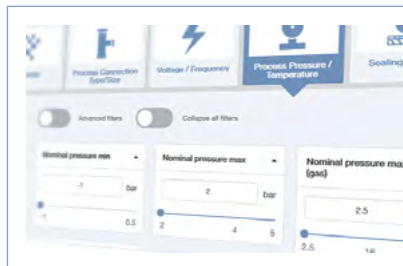 Process Connection
Type/Size
Voltage / Frequency
Process Pressure /
Temperature
Sealing
Advanced filters
Collapse all filters
Nominal pressure min
-1
bar
-1
0.5
Nominal pressure max
2
bar
2
4
5
Nominal pressure max
(gas)
2.5
2.5
16